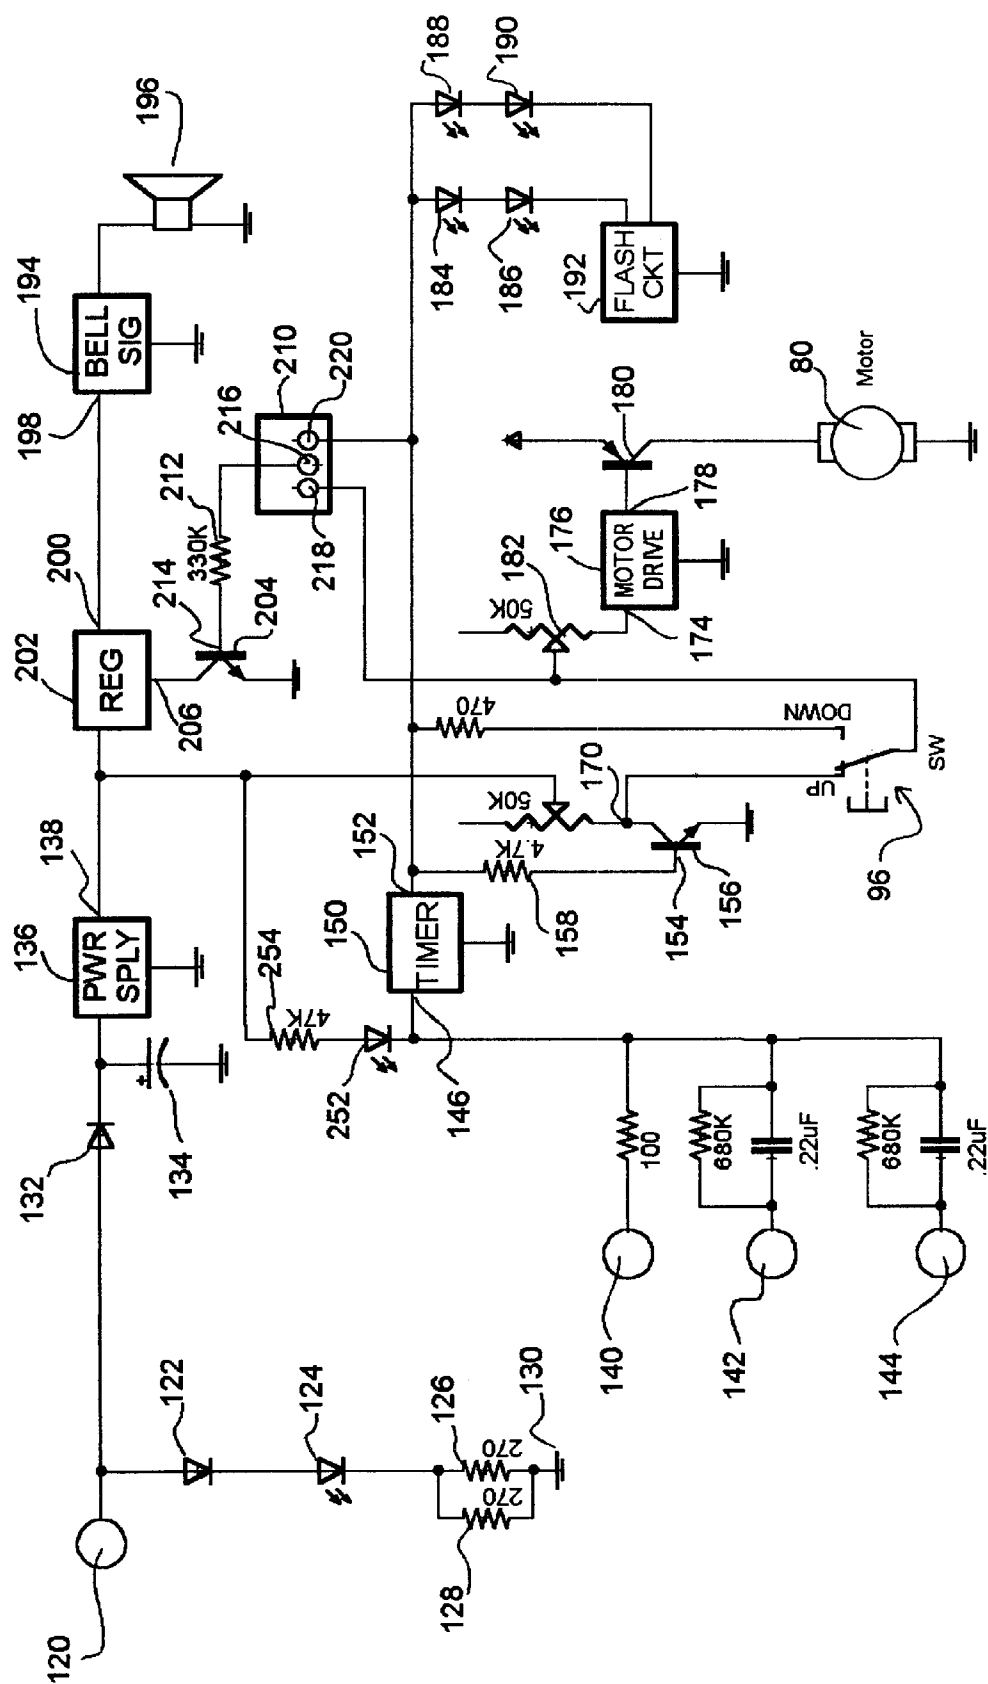 120
122
124
126
270
270
128
130
132
134
136
PWR
SPLY
138
254
47K
252
146
150
TIMER
152
140
100
142
680K
.22uF
144
680K
.22uF
158
4.7K
154
156
50K
170
UP
DOWN
SW
96
470
202
REG
200
206
214
204
212
330K
210
216
218
220
198
194
BELL
SIG
196
50K
182
174
176
MOTOR
DRIVE
178
180
80
Motor
184
186
188
190
192
FLASH
CKT